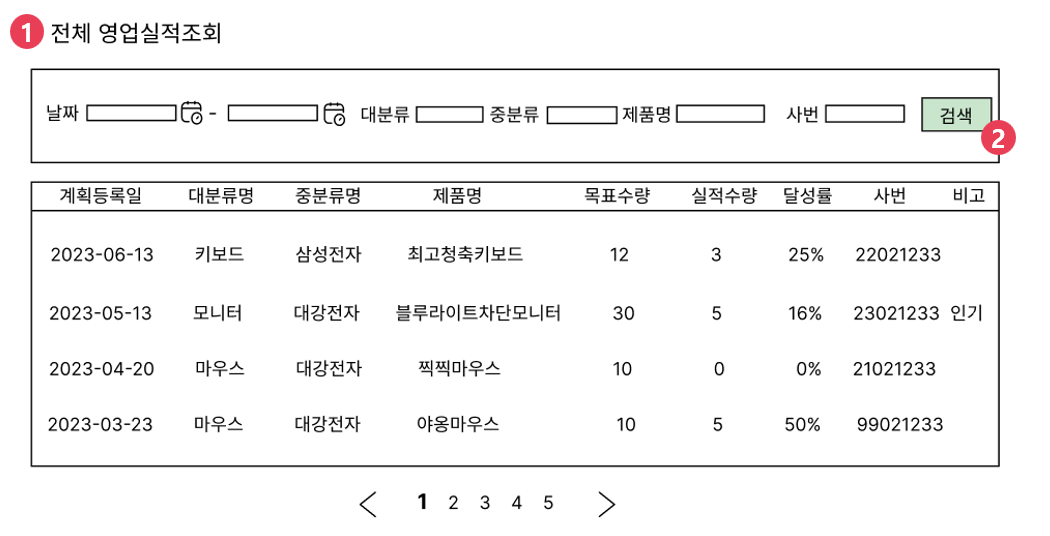 1 전체 영업실적조회
날짜 - 대분류 중분류 제품명 사번 검색
2
계획등록일 대분류명 중분류명 제품명 목표수량 실적수량 달성률 사번 비고
2023-06-13 키보드 삼성전자 최고청축키보드 12 3 25% 22021233
2023-05-13 모니터 대강전자 블루라이트차단모니터 30 5 16% 23021233 인기
2023-04-20 마우스 대강전자 찍찍마우스 10 0 0% 21021233
2023-03-23 마우스 대강전자 야옹마우스 10 5 50% 99021233
1 2 3 4 5